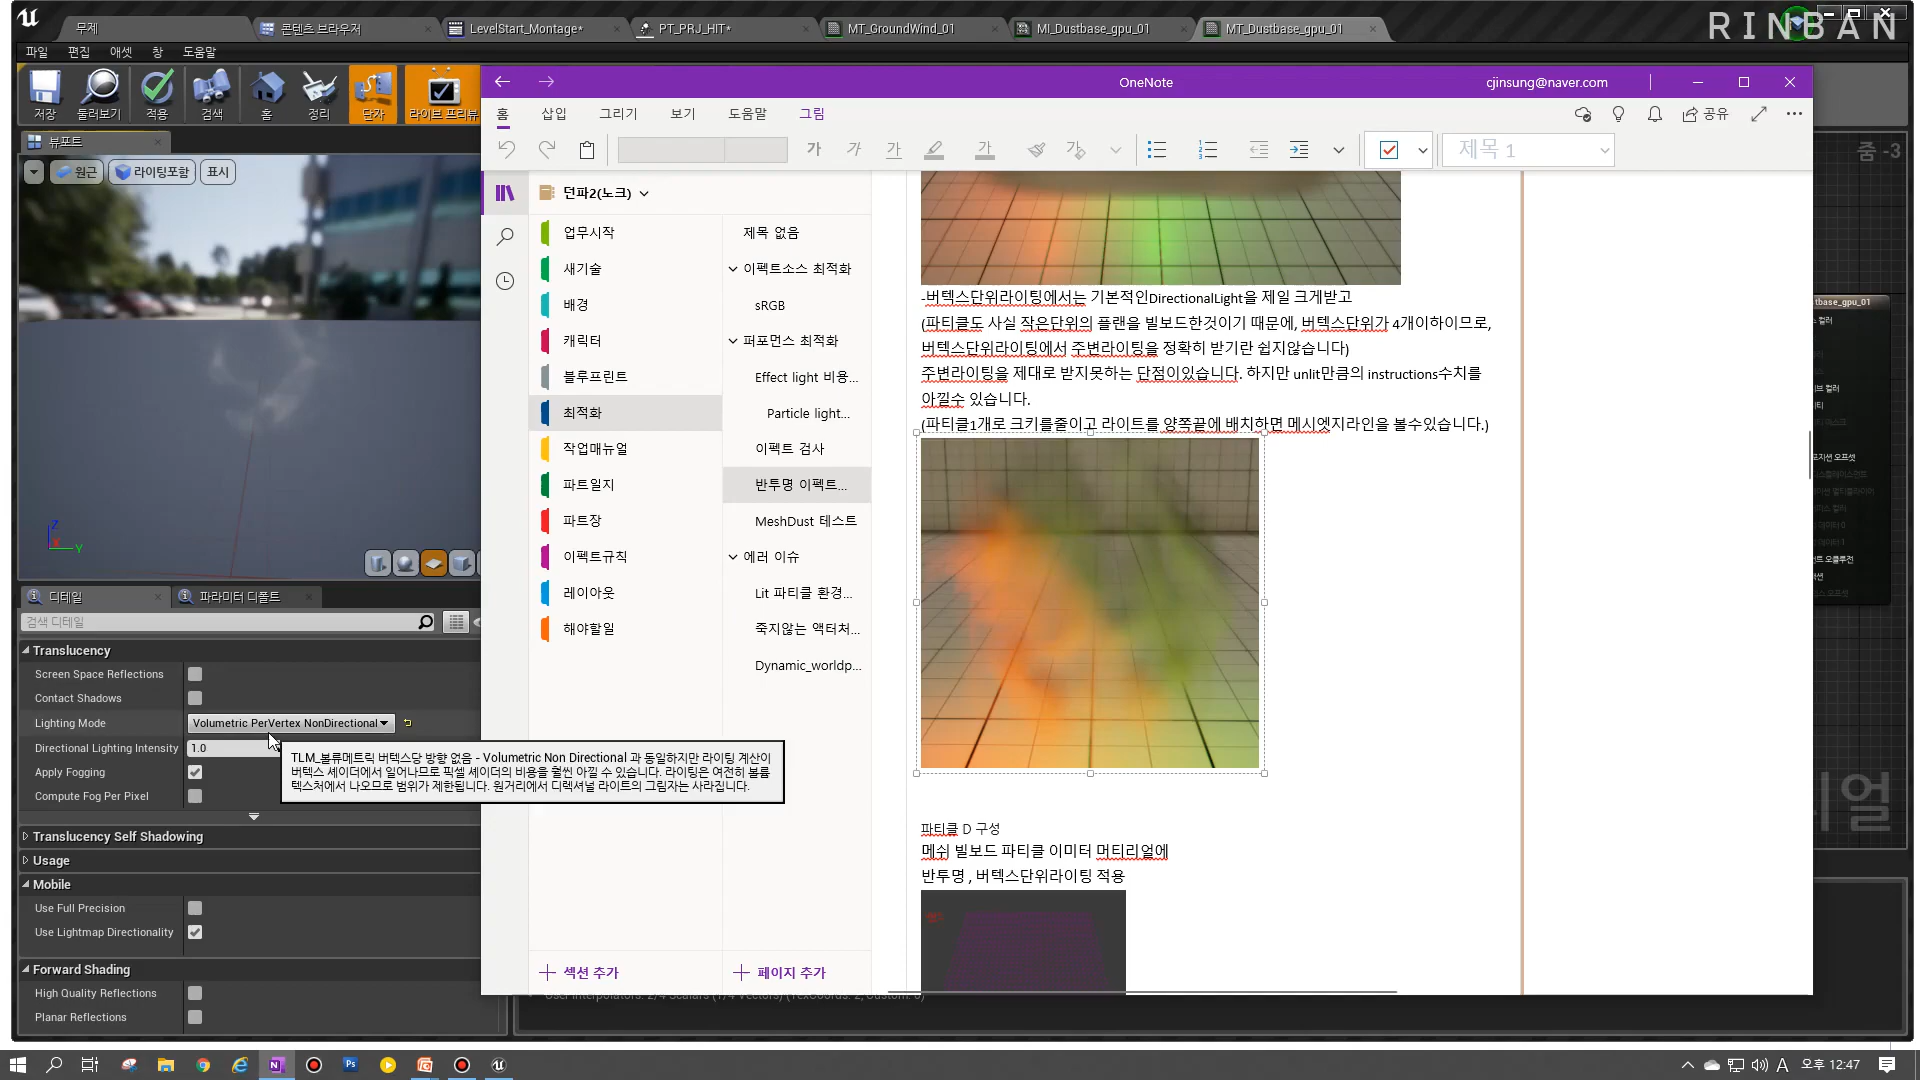 무제
콘텐츠 브라우저
LevelStart_Montage*
PT_PRJ_HIT*
MT_GroundWind_01
MI_Dustbase_gpu_01
MT_Dustbase_gpu_01
RINBAN
파일 편집 애셋 창 도움말
저장 둘러보기 적용 검색 홈 정리 단자 라이브 프리뷰
뷰포트
원근 라이팅포함 표시
줌 -3
OneNote
cjinsung@naver.com
홈 삽입 그리기 보기 도움말 그림
공유
가 가 가 가 가
제목 1
던파2(노크)
업무시작
새기술
배경
캐릭터
블루프린트
최적화
작업매뉴얼
파트일지
파트장
이펙트규칙
레이아웃
해야할일
섹션 추가
제목 없음
이펙트소스 최적화
sRGB
퍼포먼스 최적화
Effect light 비용...
Particle light...
이펙트 검사
반투명 이펙트...
MeshDust 테스트
에러 이슈
Lit 파티클 환경...
죽지않는 액터처...
Dynamic_worldp...
페이지 추가
-버텍스단위라이팅에서는 기본적인DirectionalLight을 제일 크게받고
(파티클도 사실 작은단위의 플랜을 빌보드한것이기 때문에, 버텍스단위가 4개이하이므로,
버텍스단위라이팅에서 주변라이팅을 정확히 받기란 쉽지않습니다)
주변라이팅을 제대로 받지못하는 단점이있습니다. 하지만 unlit만큼의 instructions수치를
아낄수 있습니다.
(파티클1개로 크키를줄이고 라이트를 양쪽끝에 배치하면 메시엣지라인을 볼수있습니다.)
파티클 D 구성
메쉬 빌보드 파티클 이미터 머티리얼에
반투명 , 버텍스단위라이팅 적용
Z
X
Y
디테일
파라미터 디폴트
검색 디테일
Translucency
Screen Space Reflections
Contact Shadows
Lighting Mode
Volumetric PerVertex NonDirectional
Directional Lighting Intensity
1.0
Apply Fogging
Compute Fog Per Pixel
TLM_볼류메트릭 버텍스당 방향 없음 - Volumetric Non Directional 과 동일하지만 라이팅 계산이
버텍스 셰이더에서 일어나므로 픽셀 셰이더의 비용을 훨씬 아낄 수 있습니다. 라이팅은 여전히 볼륨
텍스처에서 나오므로 범위가 제한됩니다. 원거리에서 디렉셔널 라이트의 그림자는 사라집니다.
Translucency Self Shadowing
Usage
Mobile
Use Full Precision
Use Lightmap Directionality
Forward Shading
High Quality Reflections
Planar Reflections
tbase_gpu_01
오후 12:47